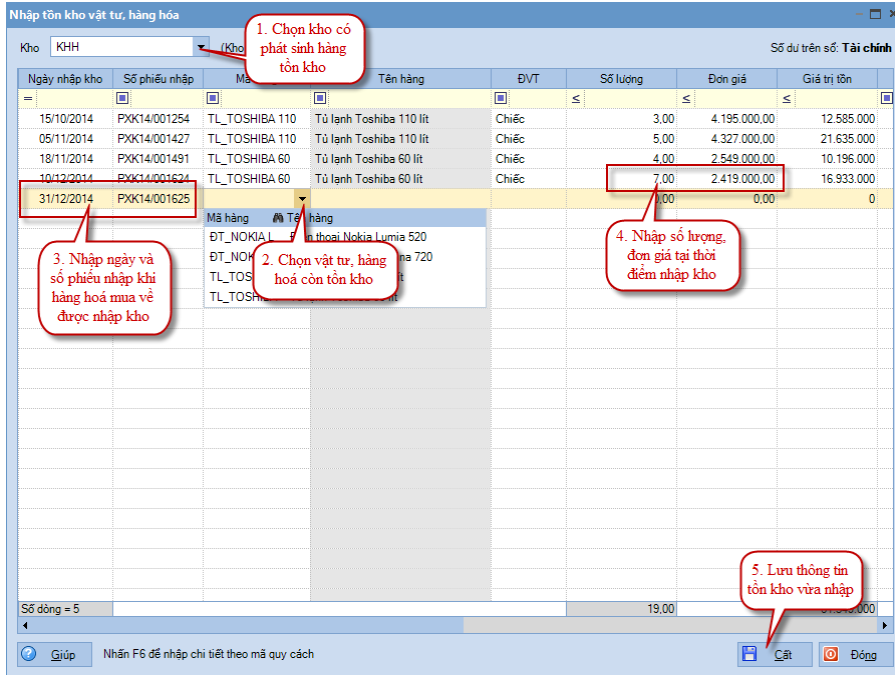 Nhập tồn kho vật tư, hàng hóa
Kho KHH (Kho
Số dư trên sổ: Tài chính
1. Chọn kho có
phát sinh hàng
tồn kho
Ngày nhập kho Số phiếu nhập Mã Tên hàng ĐVT Số lượng Đơn giá Giá trị tồn
= ≤ ≤ ≤
15/10/2014 PXK14/001254 TL_TOSHIBA 110 Tủ lạnh Toshiba 110 lít Chiếc 3,00 4.195.000,00 12.585.000
05/11/2014 PXK14/001427 TL_TOSHIBA 110 Tủ lạnh Toshiba 110 lít Chiếc 5,00 4.327.000,00 21.635.000
18/11/2014 PXK14/001491 TL_TOSHIBA 60 Tủ lạnh Toshiba 60 lít Chiếc 4,00 2.549.000,00 10.196.000
10/12/2014 PXK14/001624 TL_TOSHIBA 60 Tủ lạnh Toshiba 60 lít Chiếc 7,00 2.419.000,00 16.933.000
31/12/2014 PXK14/001625 0,00 0,00 0
Mã hàng Tên hàng
ĐT_NOKIA L Điện thoại Nokia Lumia 520
ĐT_NOK 720
TL_TOS
TL_TOSH
2. Chọn vật tư, hàng
hoá còn tồn kho
3. Nhập ngày và
số phiếu nhập khi
hàng hoá mua về
được nhập kho
4. Nhập số lượng,
đơn giá tại thời
điểm nhập kho
5. Lưu thông tin
tồn kho vừa nhập
Số dòng = 5 19,00
Giúp Nhấn F6 để nhập chi tiết theo mã quy cách Cất Đóng